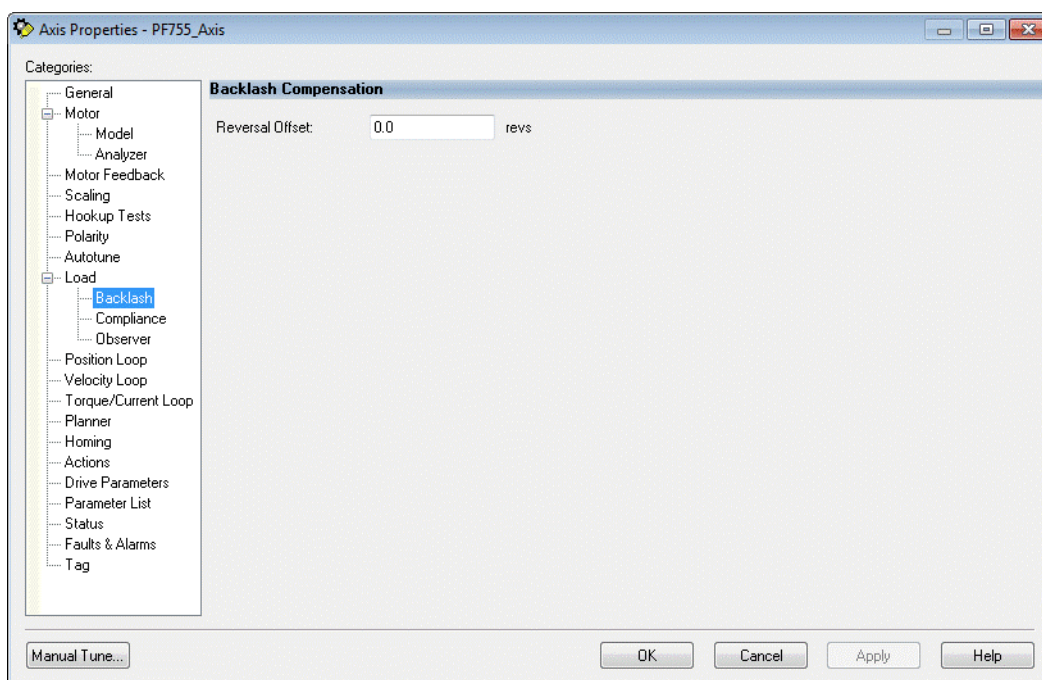 Axis Properties - PF755_Axis
Categories:
General
Motor
Model
Analyzer
Motor Feedback
Scaling
Hookup Tests
Polarity
Autotune
Load
Backlash
Compliance
Observer
Position Loop
Velocity Loop
Torque/Current Loop
Planner
Homing
Actions
Drive Parameters
Parameter List
Status
Faults & Alarms
Tag
Backlash Compensation
Reversal Offset: 0.0 revs
Manual Tune... OK Cancel Apply Help